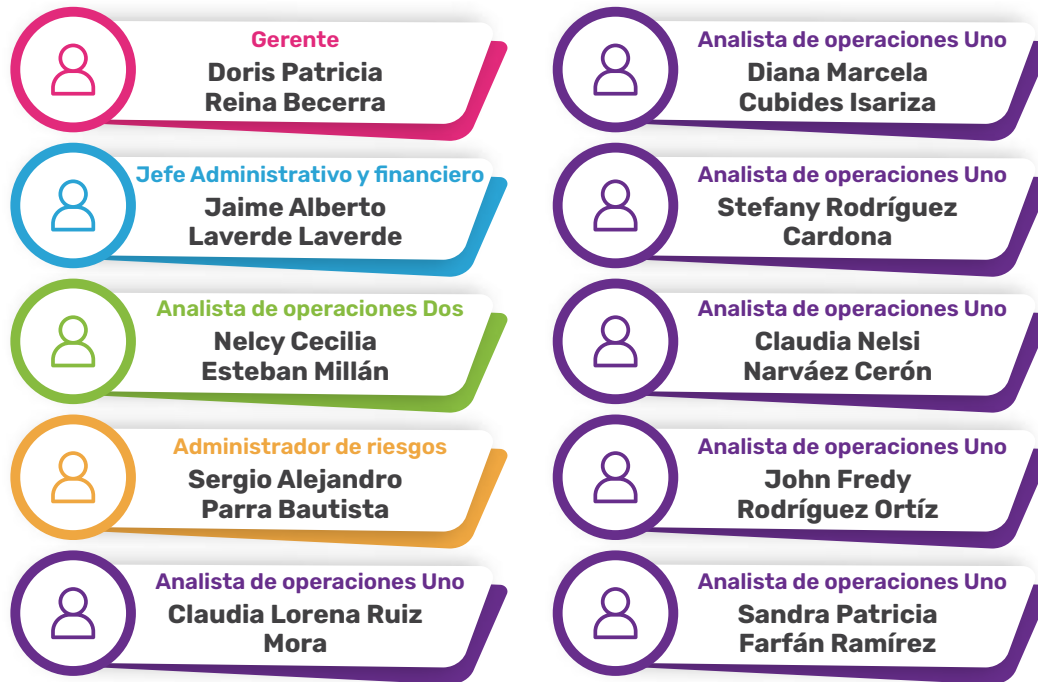 Gerente
Doris Patricia
Reina Becerra
Jefe Administrativo y financiero
Jaime Alberto
Laverde Laverde
Analista de operaciones Dos
Nelcy Cecilia
Esteban Millán
Administrador de riesgos
Sergio Alejandro
Parra Bautista
Analista de operaciones Uno
Claudia Lorena Ruiz
Mora
Analista de operaciones Uno
Diana Marcela
Cubides Isariza
Analista de operaciones Uno
Stefany Rodríguez
Cardona
Analista de operaciones Uno
Claudia Nelsi
Narváez Cerón
Analista de operaciones Uno
John Fredy
Rodríguez Ortíz
Analista de operaciones Uno
Sandra Patricia
Farfán Ramírez